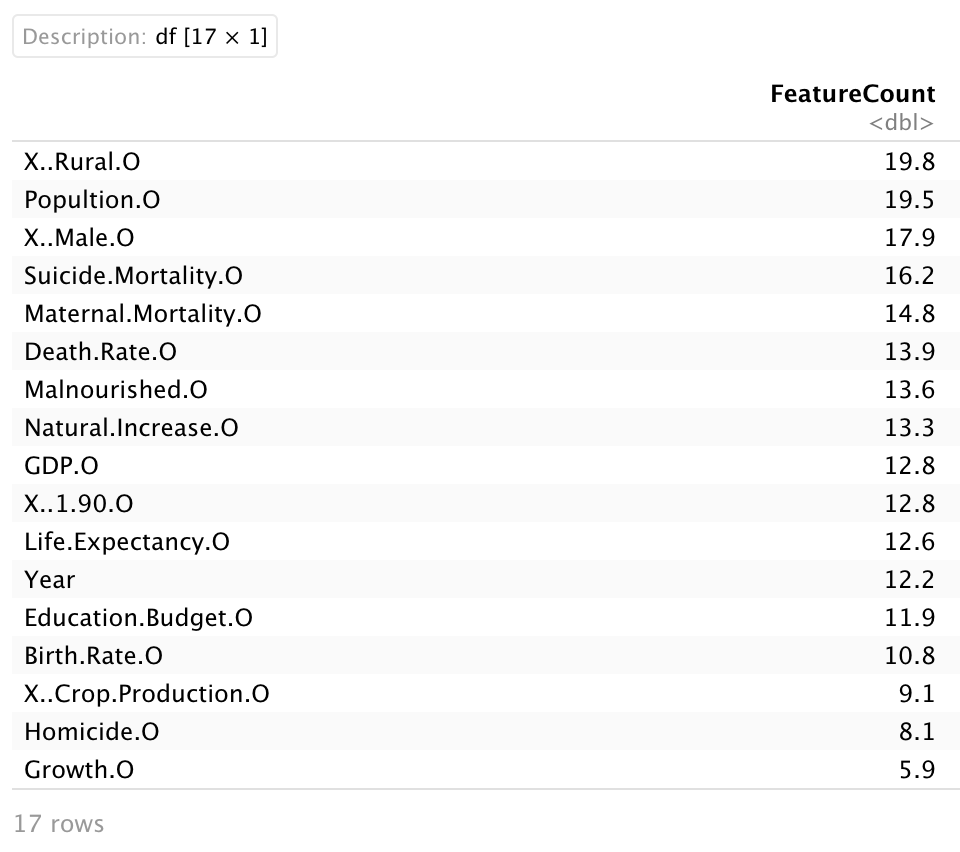 Description: df [17 × 1]
FeatureCount
<dbl>
X..Rural.O 19.8
Popultion.O 19.5
X..Male.O 17.9
Suicide.Mortality.O 16.2
Maternal.Mortality.O 14.8
Death.Rate.O 13.9
Malnourished.O 13.6
Natural.Increase.O 13.3
GDP.O 12.8
X..1.90.O 12.8
Life.Expectancy.O 12.6
Year 12.2
Education.Budget.O 11.9
Birth.Rate.O 10.8
X..Crop.Production.O 9.1
Homicide.O 8.1
Growth.O 5.9
17 rows